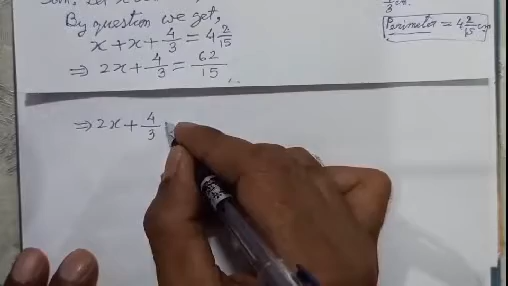 By question we get,
x + x + 4/3 = 4 2/15
⇒ 2x + 4/3 = 62/15
⇒ 2x + 4/3
Perimeter = 4 2/15 cm